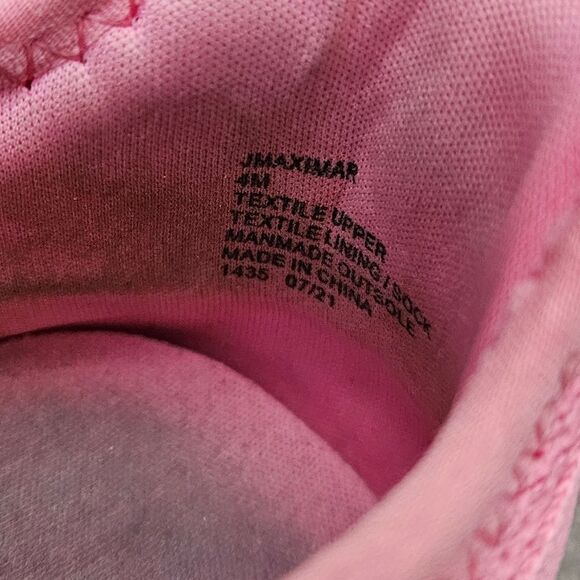 JMAXIMAR
4M
TEXTILE UPPER
TEXTILE LINING / SOCK
MANMADE OUTSOLE
MADE IN CHINA
1435 07/21